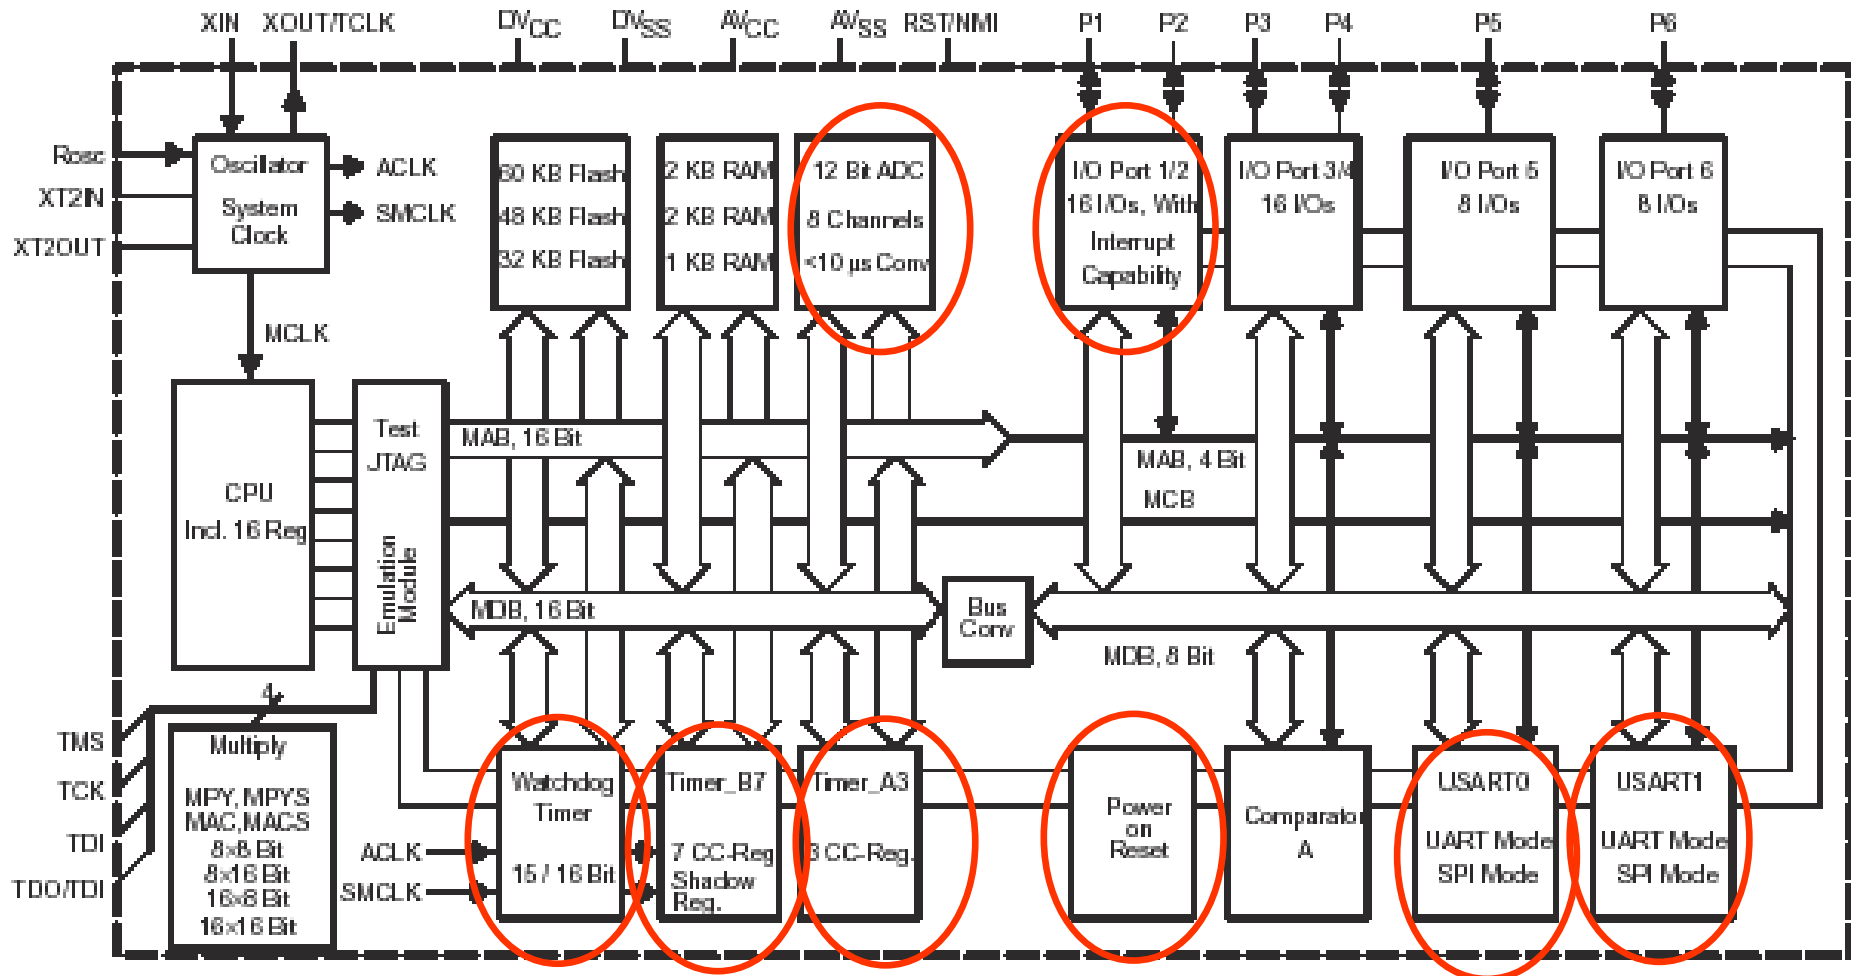 XIN XOUT/TCLK DVCC DVSS AVCC AVSS RST/NMI P1 P2 P3 P4 P5 P6
Rosc
XT2IN
XT2OUT
Oscillator
System
Clock
ACLK
SMCLK
MCLK
60 KB Flash
48 KB Flash
32 KB Flash
2 KB RAM
2 KB RAM
1 KB RAM
12 Bit ADC
8 Channels
<10 µs Conv
I/O Port 1/2
16 I/Os, With
Interrupt
Capability
I/O Port 3/4
16 I/Os
I/O Port 5
8 I/Os
I/O Port 6
8 I/Os
CPU
Incl. 16 Reg
Test
JTAG
Emulation
Module
MAB, 16 Bit
MAB, 4 Bit
MCB
MDB, 16 Bit
Bus
Conv
MDB, 8 Bit
4
TMS
TCK
TDI
TDO/TDI
Multiply
MPY, MPYS
MAC,MACS
8×8 Bit
8×16 Bit
16×8 Bit
16×16 Bit
ACLK
SMCLK
Watchdog
Timer
15 / 16 Bit
Timer_B7
7 CC-Reg
Shadow
Reg.
Timer_A3
3 CC-Reg.
Power
on
Reset
Comparator
A
USART0
UART Mode
SPI Mode
USART1
UART Mode
SPI Mode